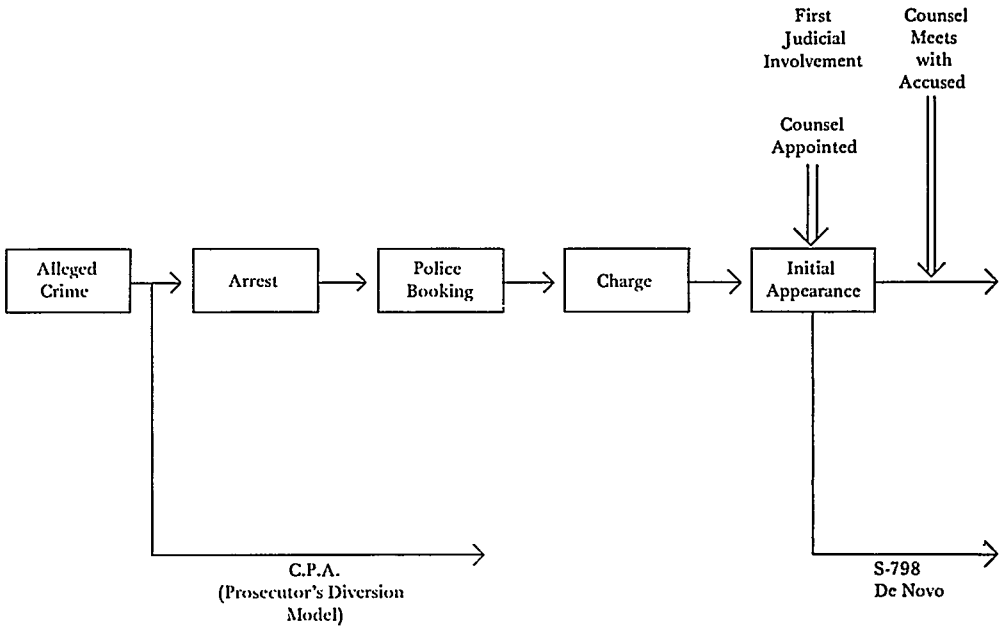 First
Judicial
Involvement
Counsel
Meets
with
Accused
Counsel
Appointed
Alleged
Crime
Arrest
Police
Booking
Charge
Initial
Appearance
C.P.A.
(Prosecutor's Diversion
Model)
S-798
De Novo